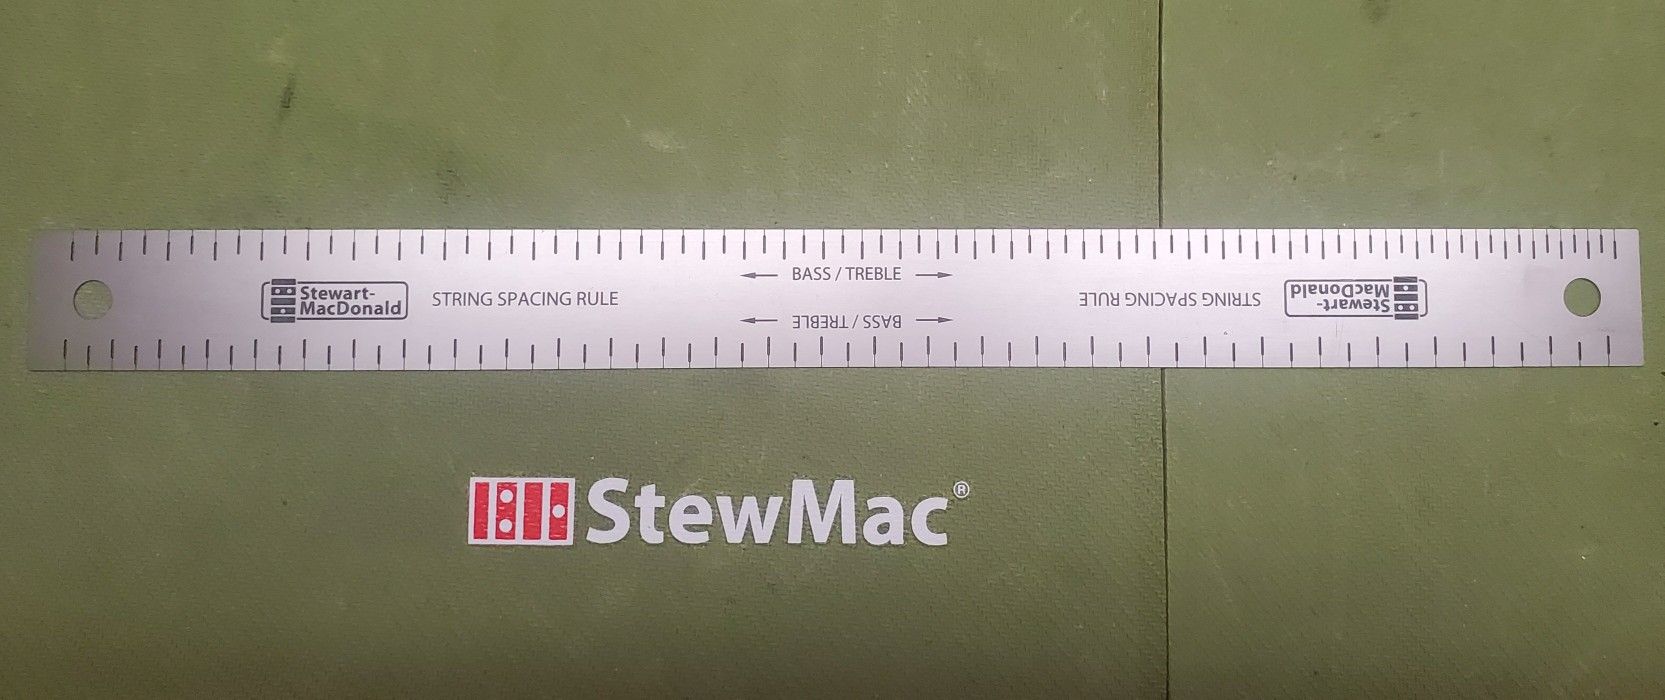 BASS / TREBLE
Stewart-
MacDonald
STRING SPACING RULE
STRING SPACING RULE
Stewart-
MacDonald
BASS / TREBLE
StewMac®